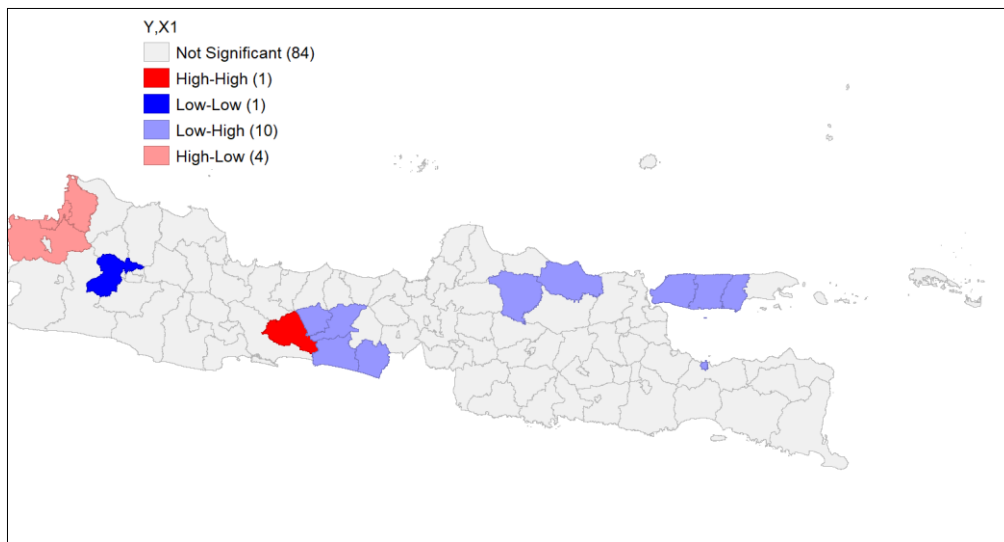 Y,X1
Not Significant (84)
High-High (1)
Low-Low (1)
Low-High (10)
High-Low (4)